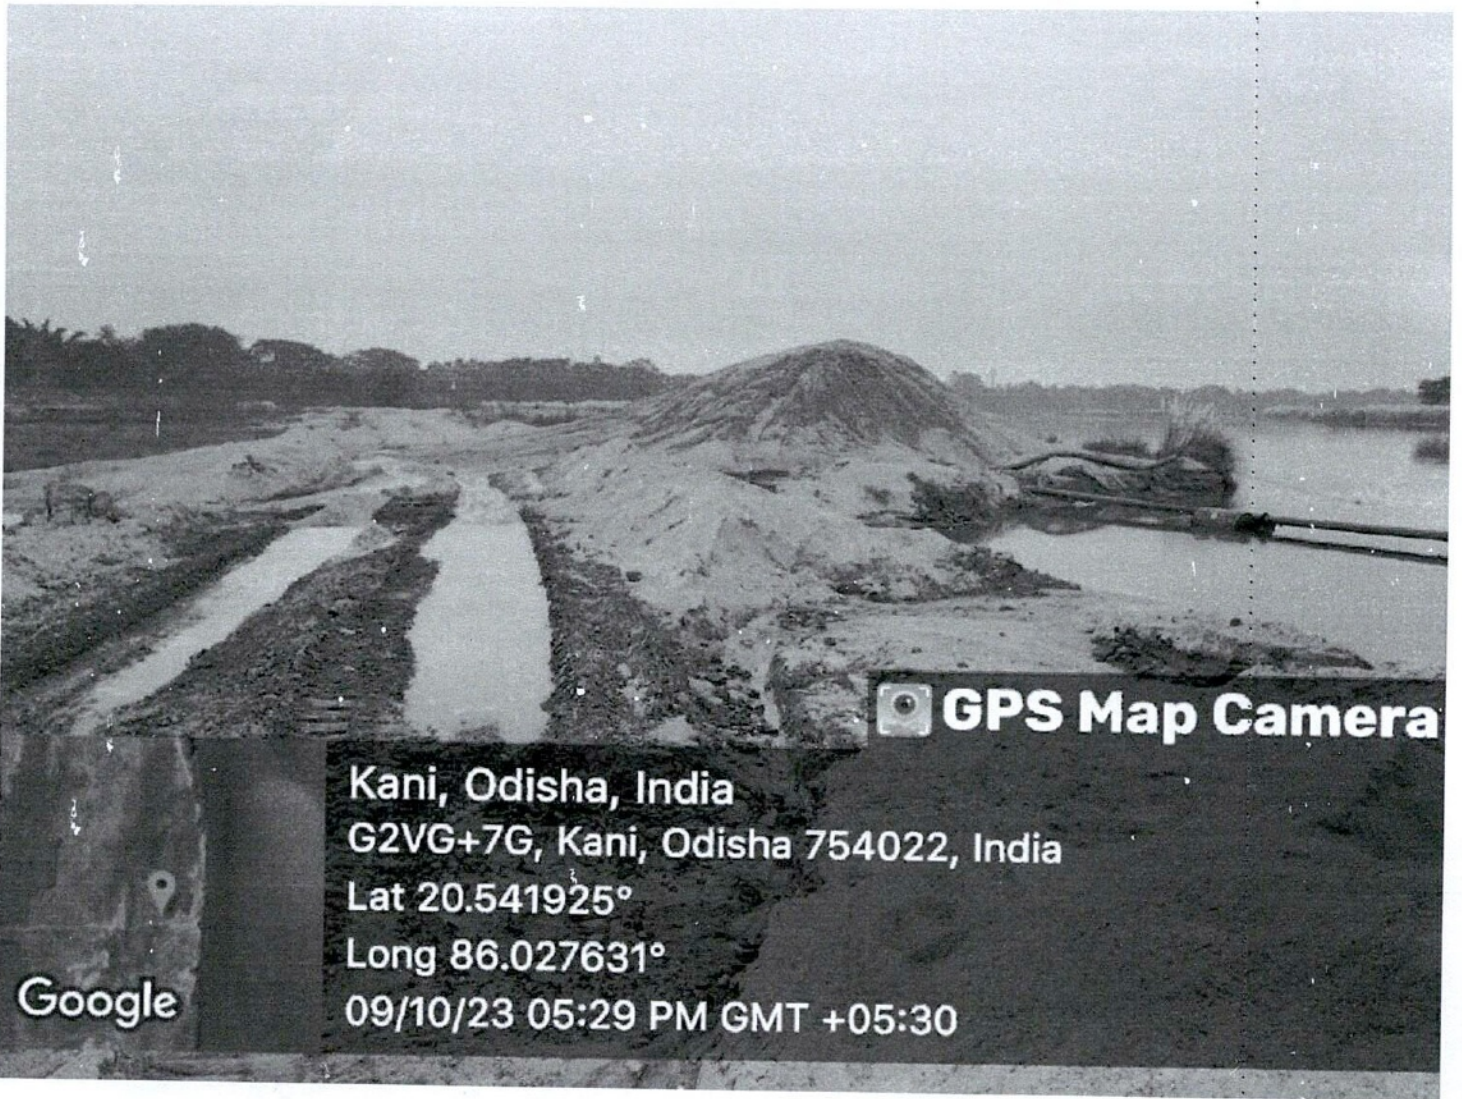 GPS Map Camera
Kani, Odisha, India
G2VG+7G, Kani, Odisha 754022, India
Lat 20.541925°
Long 86.027631°
09/10/23 05:29 PM GMT +05:30
Google